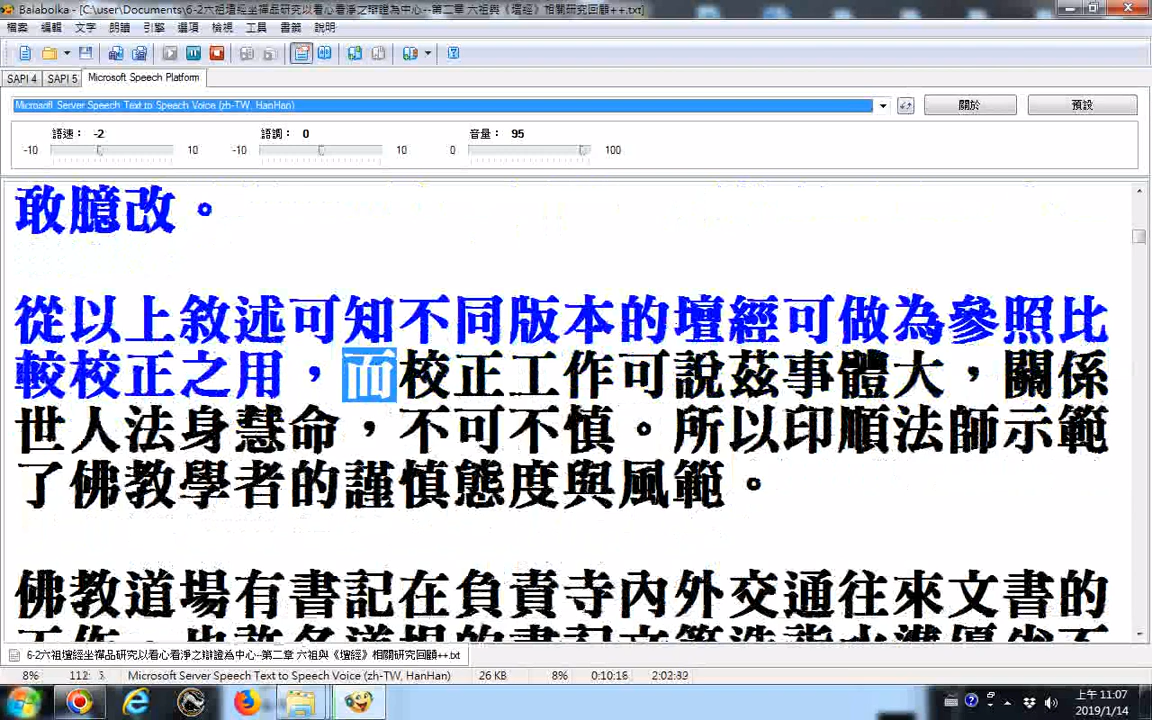 Balabolka - [C:\user\Documents\6-2六祖壇經坐禪品研究以看心看淨之辯證為中心--第二章 六祖與《壇經》相關研究回顧++.txt]
檔案 編輯 文字 朗讀 引擎 選項 檢視 工具 書籤 說明
SAPI 4 SAPI 5 Microsoft Speech Platform
Microsoft Server Speech Text to Speech Voice (zh-TW, HanHan) 關於 預設
語速： -2 語調： 0 音量： 95
-10 10 -10 10 0 100
敢臆改。
從以上敘述可知不同版本的壇經可做為參照比
較校正之用，而校正工作可說茲事體大，關係
世人法身慧命，不可不慎。所以印順法師示範
了佛教學者的謹慎態度與風範。
佛教道場有書記在負責寺內外交通往來文書的
6-2六祖壇經坐禪品研究以看心看淨之辯證為中心--第二章 六祖與《壇經》相關研究回顧++.txt
8% 112: 3 Microsoft Server Speech Text to Speech Voice (zh-TW, HanHan) 26 KB 8% 0:10:16 2:02:39
上午 11:07
2019/1/14